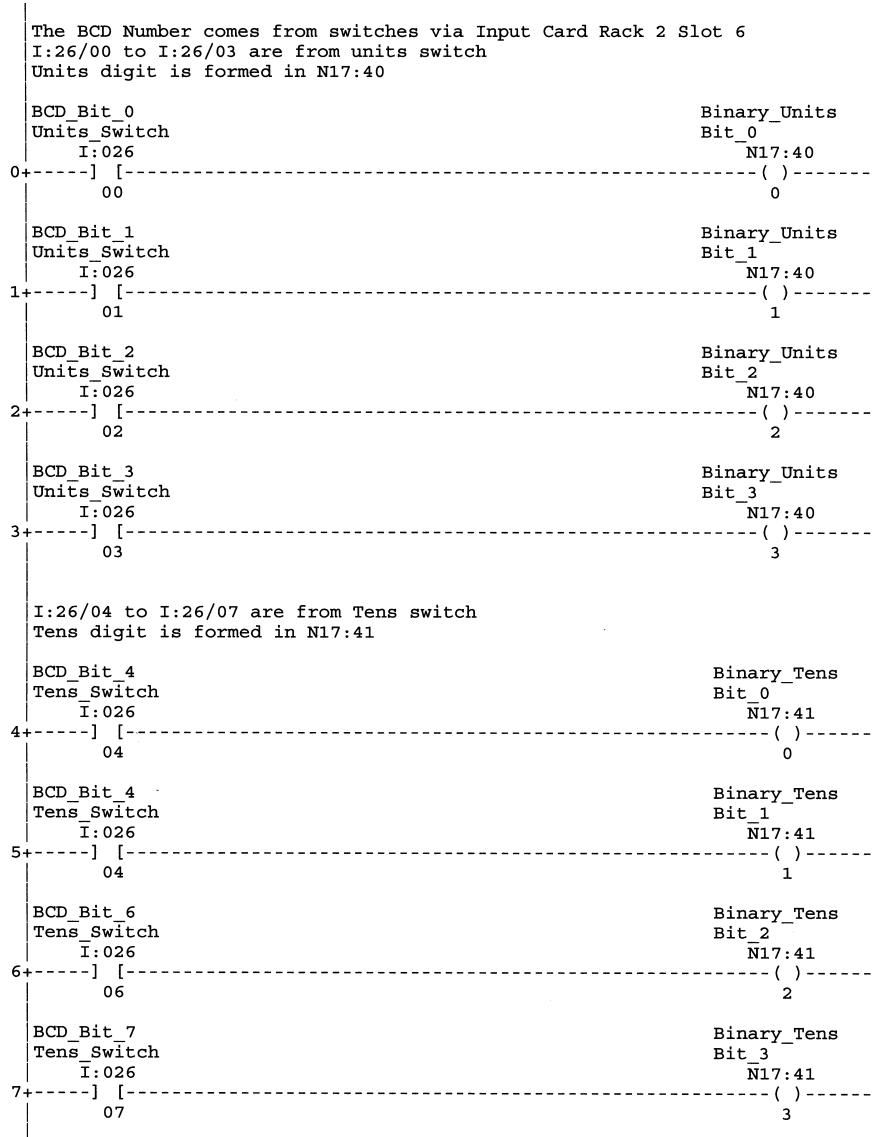 The BCD Number comes from switches via Input Card Rack 2 Slot 6
I:26/00 to I:26/03 are from units switch
Units digit is formed in N17:40
BCD_Bit_0 Binary_Units
Units_Switch Bit_0
I:026 N17:40
0+-----] [----------------------------------------------------------( )-------
00 0
BCD_Bit_1 Binary_Units
Units_Switch Bit_1
I:026 N17:40
1+-----] [----------------------------------------------------------( )-------
01 1
BCD_Bit_2 Binary_Units
Units_Switch Bit_2
I:026 N17:40
2+-----] [----------------------------------------------------------( )-------
02 2
BCD_Bit_3 Binary_Units
Units_Switch Bit_3
I:026 N17:40
3+-----] [----------------------------------------------------------( )-------
03 3
I:26/04 to I:26/07 are from Tens switch
Tens digit is formed in N17:41
BCD_Bit_4 Binary_Tens
Tens_Switch Bit_0
I:026 N17:41
4+-----] [-----------------------------------------------------------( )------
04 0
BCD_Bit_4 Binary_Tens
Tens_Switch Bit_1
I:026 N17:41
5+-----] [-----------------------------------------------------------( )------
04 1
BCD_Bit_6 Binary_Tens
Tens_Switch Bit_2
I:026 N17:41
6+-----] [-----------------------------------------------------------( )------
06 2
BCD_Bit_7 Binary_Tens
Tens_Switch Bit_3
I:026 N17:41
7+-----] [-----------------------------------------------------------( )------
07 3